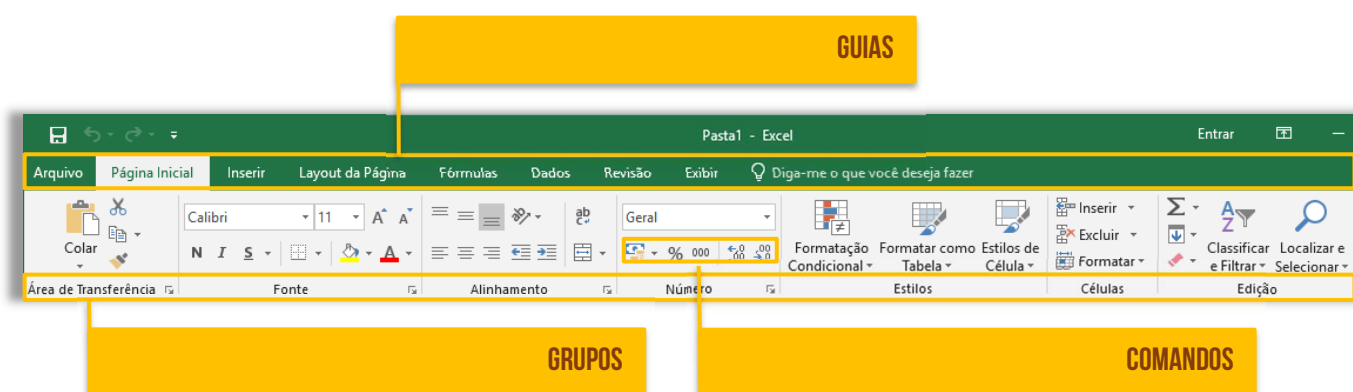 GUIAS
Pasta1 - Excel
Entrar
Arquivo Página Inicial Inserir Layout da Página Fórmulas Dados Revisão Exibir Diga-me o que você deseja fazer
Colar
Calibri 11 A A
N I S A
ab
Geral
% 000
Formatação Condicional
Formatar como Tabela
Estilos de Célula
Inserir
Excluir
Formatar
Classificar e Filtrar
Localizar e Selecionar
Área de Transferência Fonte Alinhamento Número Estilos Células Edição
GRUPOS
COMANDOS